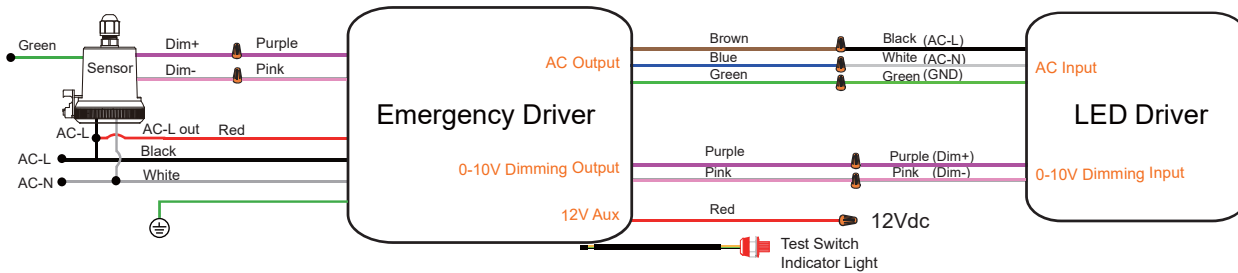 Green
Sensor
Dim+ Purple
Dim- Pink
AC-L AC-L out Red
AC-L Black
AC-N White
Emergency Driver
AC Output
0-10V Dimming Output
12V Aux
Brown Black (AC-L)
Blue White (AC-N)
Green Green (GND)
Purple Purple (Dim+)
Pink Pink (Dim-)
Red 12Vdc
Test Switch
Indicator Light
AC Input
LED Driver
0-10V Dimming Input